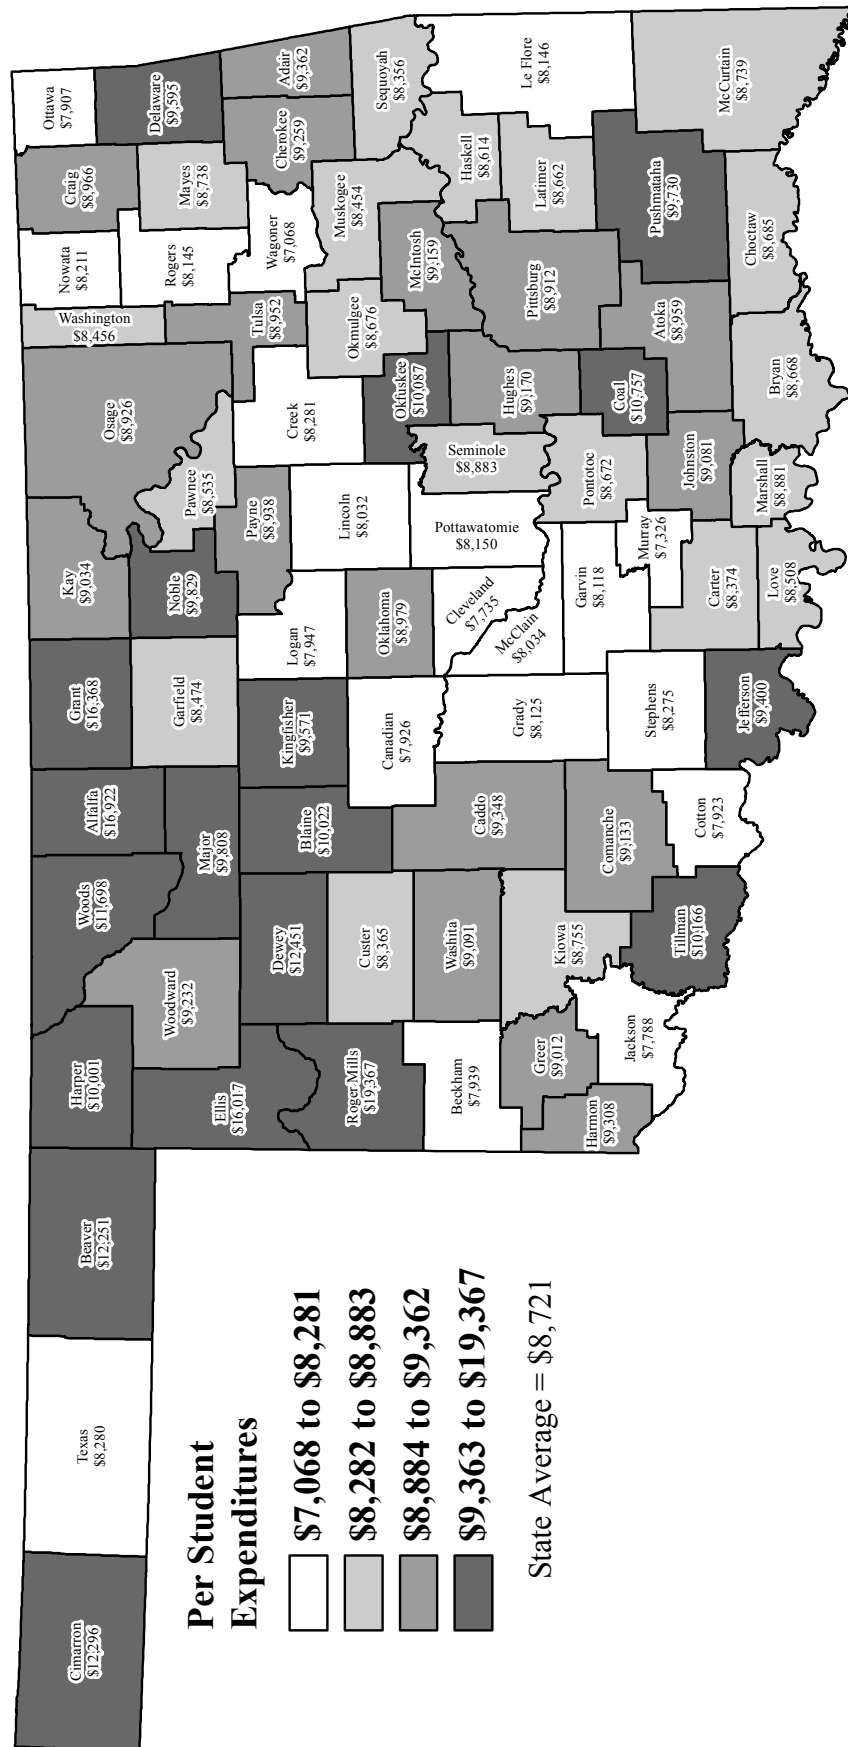 Cimarron
$12,296
Texas
$8,280
Beaver
$12,251
Harper
$10,001
Woods
$11,698
Alfalfa
$16,922
Grant
$16,368
Kay
$9,034
Osage
$8,926
Washington
$8,456
Nowata
$8,211
Craig
$8,966
Ottawa
$7,907
Ellis
$16,017
Woodward
$9,232
Major
$9,808
Garfield
$8,474
Noble
$9,829
Pawnee
$8,535
Rogers
$8,145
Mayes
$8,738
Delaware
$9,595
Roger Mills
$19,367
Dewey
$12,451
Blaine
$10,022
Kingfisher
$9,571
Logan
$7,947
Payne
$8,938
Creek
$8,281
Tulsa
$8,952
Wagoner
$7,068
Cherokee
$9,259
Adair
$9,362
Custer
$8,365
Canadian
$7,926
Oklahoma
$8,979
Lincoln
$8,032
Okfuskee
$10,087
Okmulgee
$8,676
Muskogee
$8,454
Sequoyah
$8,356
Beckham
$7,939
Washita
$9,091
Caddo
$9,348
Grady
$8,125
Cleveland
$7,735
McClain
$8,034
Pottawatomie
$8,150
Seminole
$8,883
Hughes
$9,170
McIntosh
$9,159
Haskell
$8,614
Le Flore
$8,146
Harmon
$9,308
Greer
$9,012
Kiowa
$8,755
Comanche
$9,133
Garvin
$8,118
Pontotoc
$8,672
Coal
$10,757
Pittsburg
$8,912
Latimer
$8,662
Jackson
$7,788
Tillman
$10,166
Cotton
$7,923
Stephens
$8,275
Murray
$7,326
Johnston
$9,081
Atoka
$8,959
Pushmataha
$9,730
McCurtain
$8,739
Jefferson
$9,400
Carter
$8,374
Love
$8,508
Marshall
$8,881
Bryan
$8,668
Choctaw
$8,685
Per Student
Expenditures
$7,068 to $8,281
$8,282 to $8,883
$8,884 to $9,362
$9,363 to $19,367
State Average = $8,721